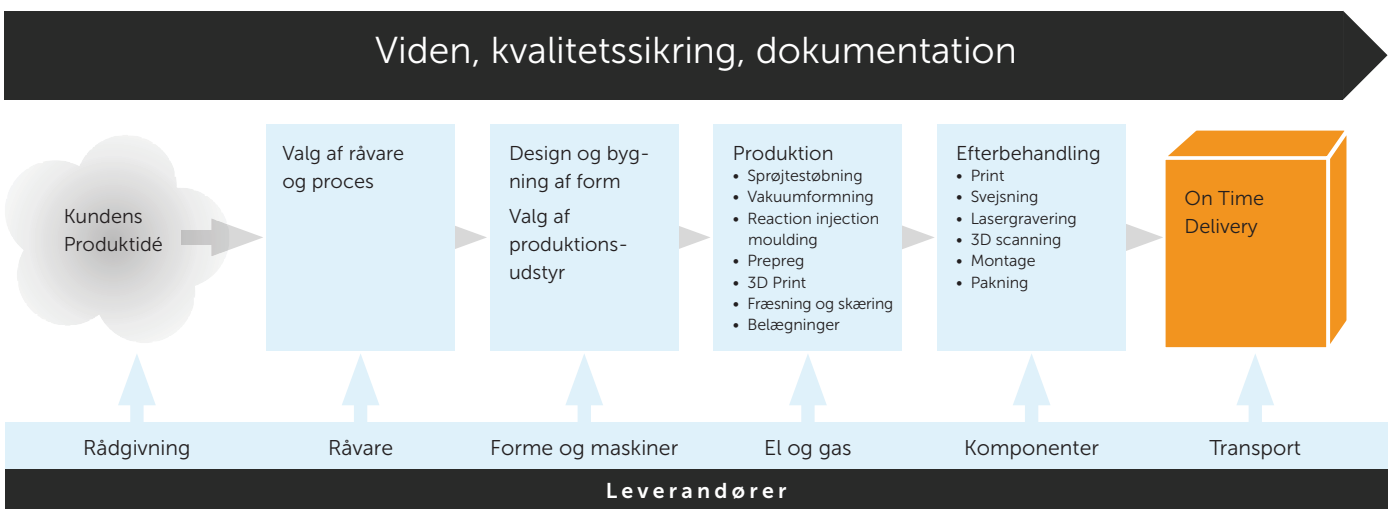 Viden, kvalitetssikring, dokumentation
Kundens
Produktidé
Valg af råvare
og proces
Design og byg-
ning af form
Valg af
produktions-
udstyr
Produktion
• Sprøjtestøbning
• Vakuumformning
• Reaction injection
moulding
• Prepreg
• 3D Print
• Fræsning og skæring
• Belægninger
Efterbehandling
• Print
• Svejsning
• Lasergravering
• 3D scanning
• Montage
• Pakning
On Time
Delivery
Rådgivning
Råvare
Forme og maskiner
El og gas
Komponenter
Transport
Leverandører